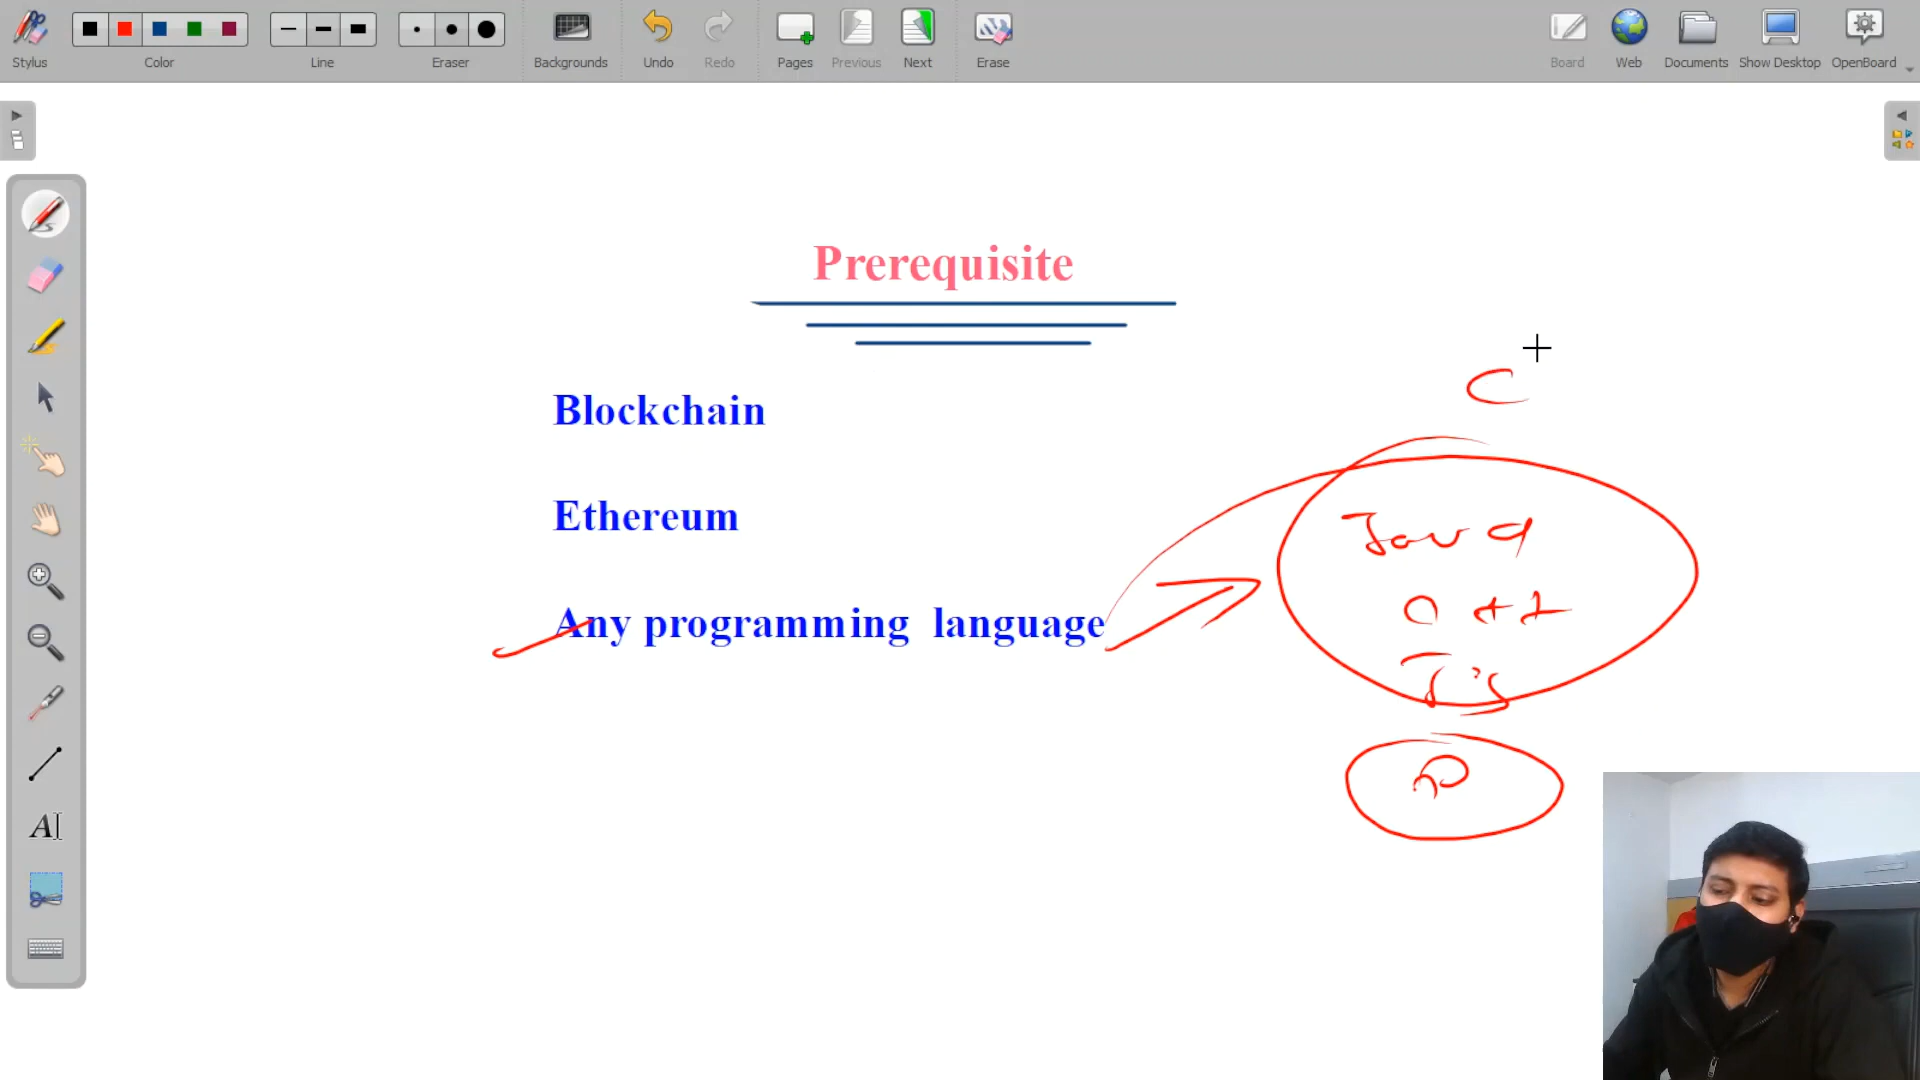 Stylus Color Line Eraser Backgrounds Undo Redo Pages Previous Next Erase Board Web Documents Show Desktop OpenBoard
Prerequisite
Blockchain
Ethereum
Any programming language
C
Java
C++
Js